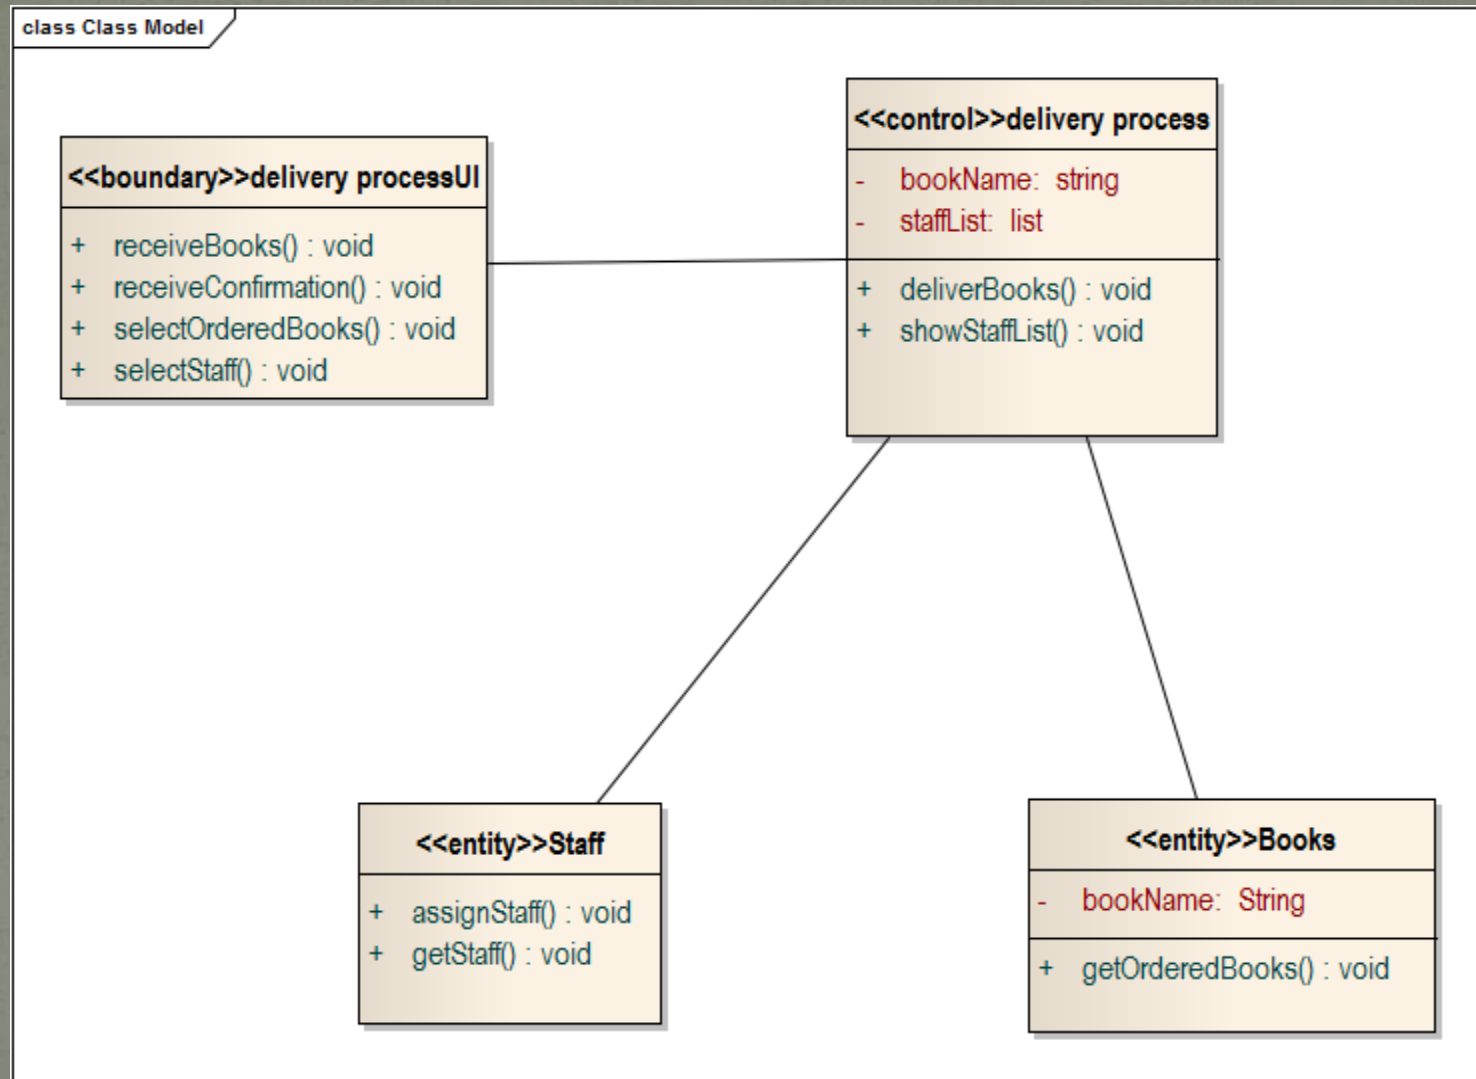 class Class Model
<<boundary>>delivery processUI
+ receiveBooks() : void
+ receiveConfirmation() : void
+ selectOrderedBooks() : void
+ selectStaff() : void
<<control>>delivery process
- bookName: string
- staffList: list
+ deliverBooks() : void
+ showStaffList() : void
<<entity>>Staff
+ assignStaff() : void
+ getStaff() : void
<<entity>>Books
- bookName: String
+ getOrderedBooks() : void